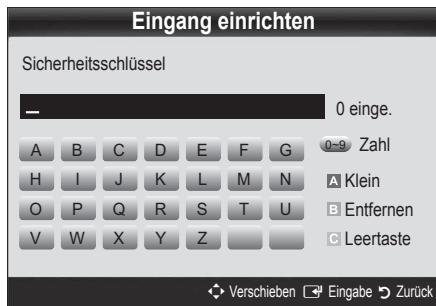 Eingang einrichten
Sicherheitsschlüssel
0 einge.
A B C D E F G 0~9 Zahl
H I J K L M N A Klein
O P Q R S T U B Entfernen
V W X Y Z C Leertaste
Verschieben Eingabe Zurück